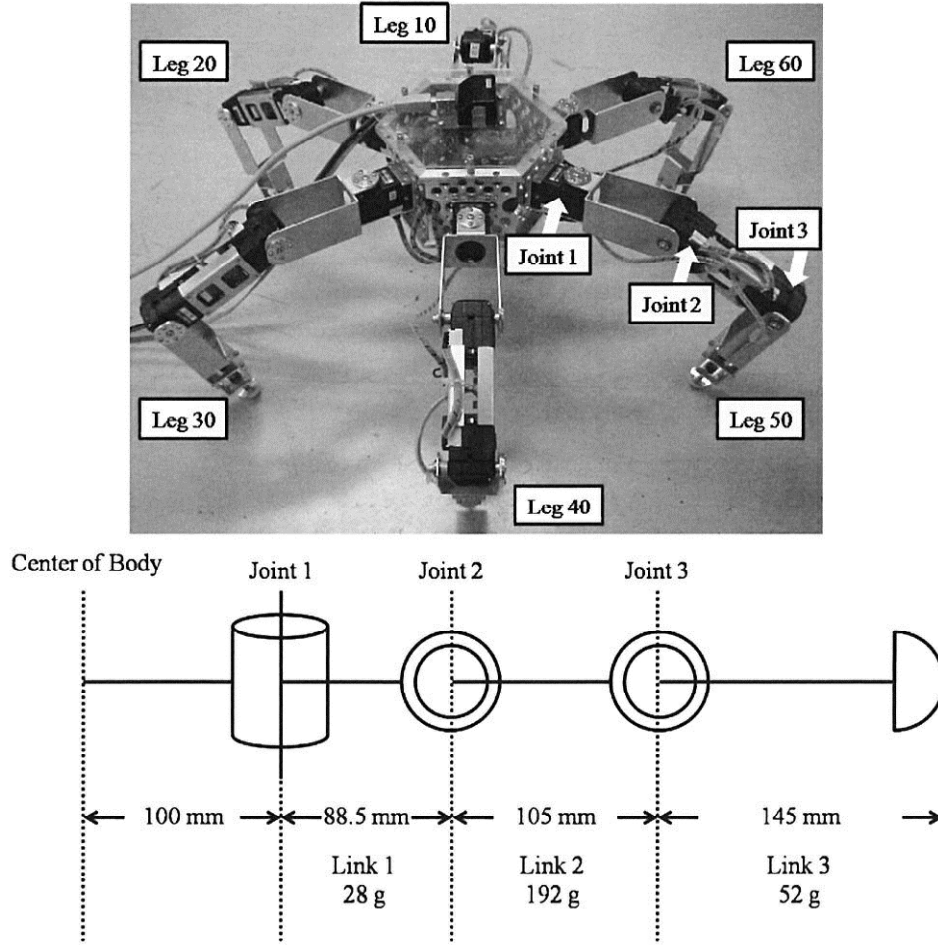 Leg 10
Leg 20
Leg 60
Joint 3
Joint 1
Joint 2
Leg 30
Leg 50
Leg 40
Center of Body
Joint 1
Joint 2
Joint 3
100 mm
88.5 mm
105 mm
145 mm
Link 1
Link 2
Link 3
28 g
192 g
52 g